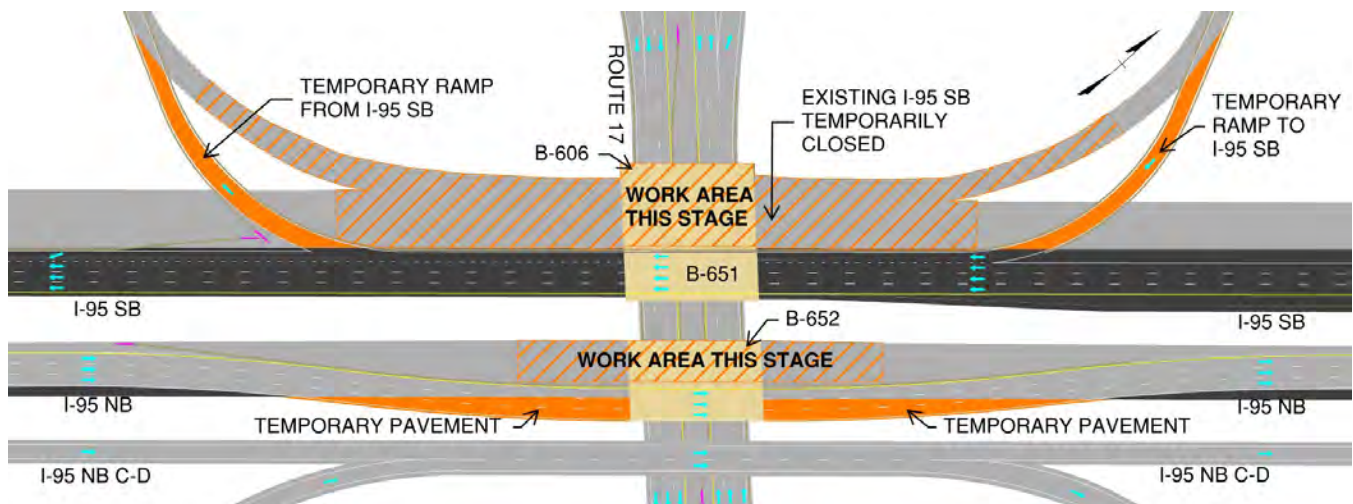 TEMPORARY RAMP
FROM I-95 SB
ROUTE 17
B-606
EXISTING I-95 SB
TEMPORARILY
CLOSED
TEMPORARY
RAMP TO
I-95 SB
WORK AREA
THIS STAGE
B-651
I-95 SB
I-95 SB
B-652
WORK AREA THIS STAGE
I-95 NB
I-95 NB
TEMPORARY PAVEMENT
TEMPORARY PAVEMENT
I-95 NB C-D
I-95 NB C-D